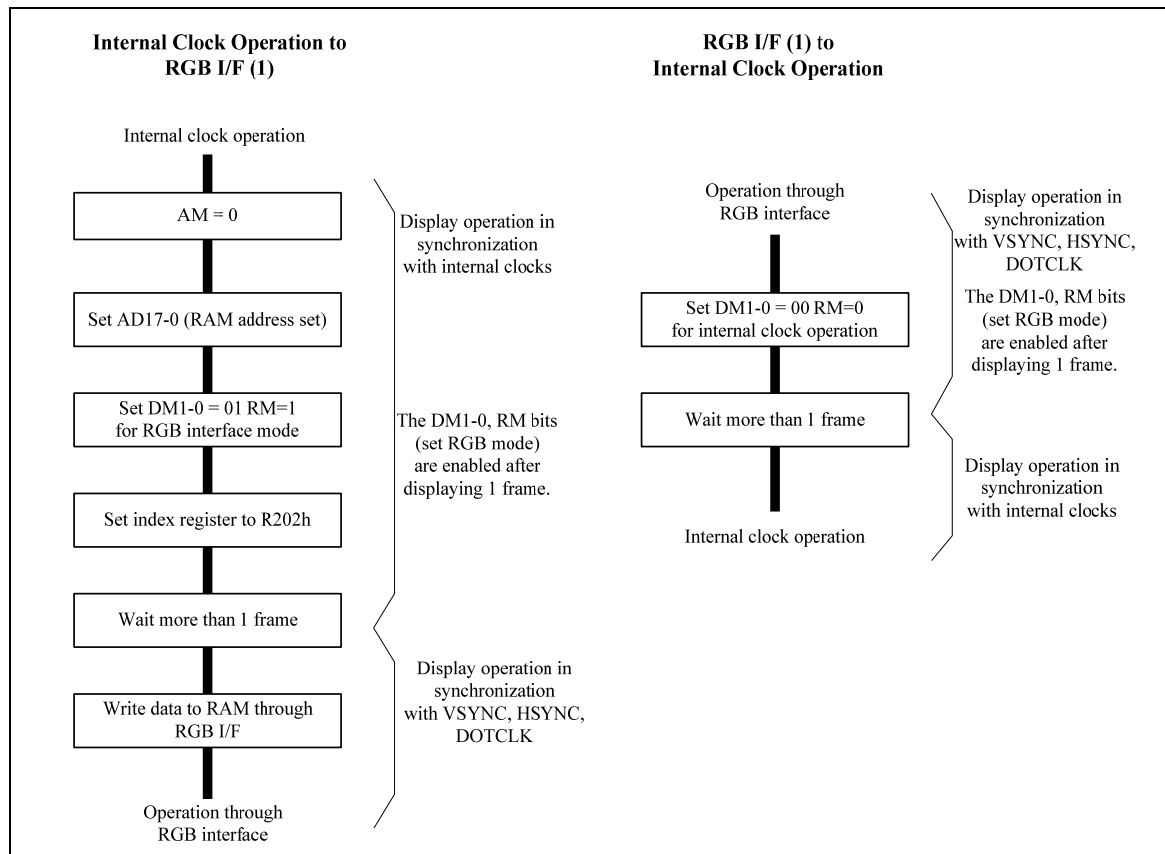 Internal Clock Operation to
RGB I/F (1)
Internal clock operation
AM = 0
Set AD17-0 (RAM address set)
Set DM1-0 = 01 RM=1
for RGB interface mode
Set index register to R202h
Wait more than 1 frame
Write data to RAM through
RGB I/F
Operation through
RGB interface
Display operation in
synchronization
with internal clocks
The DM1-0, RM bits
(set RGB mode)
are enabled after
displaying 1 frame.
Display operation in
synchronization
with VSYNC, HSYNC,
DOTCLK
RGB I/F (1) to
Internal Clock Operation
Operation through
RGB interface
Set DM1-0 = 00 RM=0
for internal clock operation
Wait more than 1 frame
Internal clock operation
Display operation in
synchronization
with VSYNC, HSYNC,
DOTCLK
The DM1-0, RM bits
(set RGB mode)
are enabled after
displaying 1 frame.
Display operation in
synchronization
with internal clocks